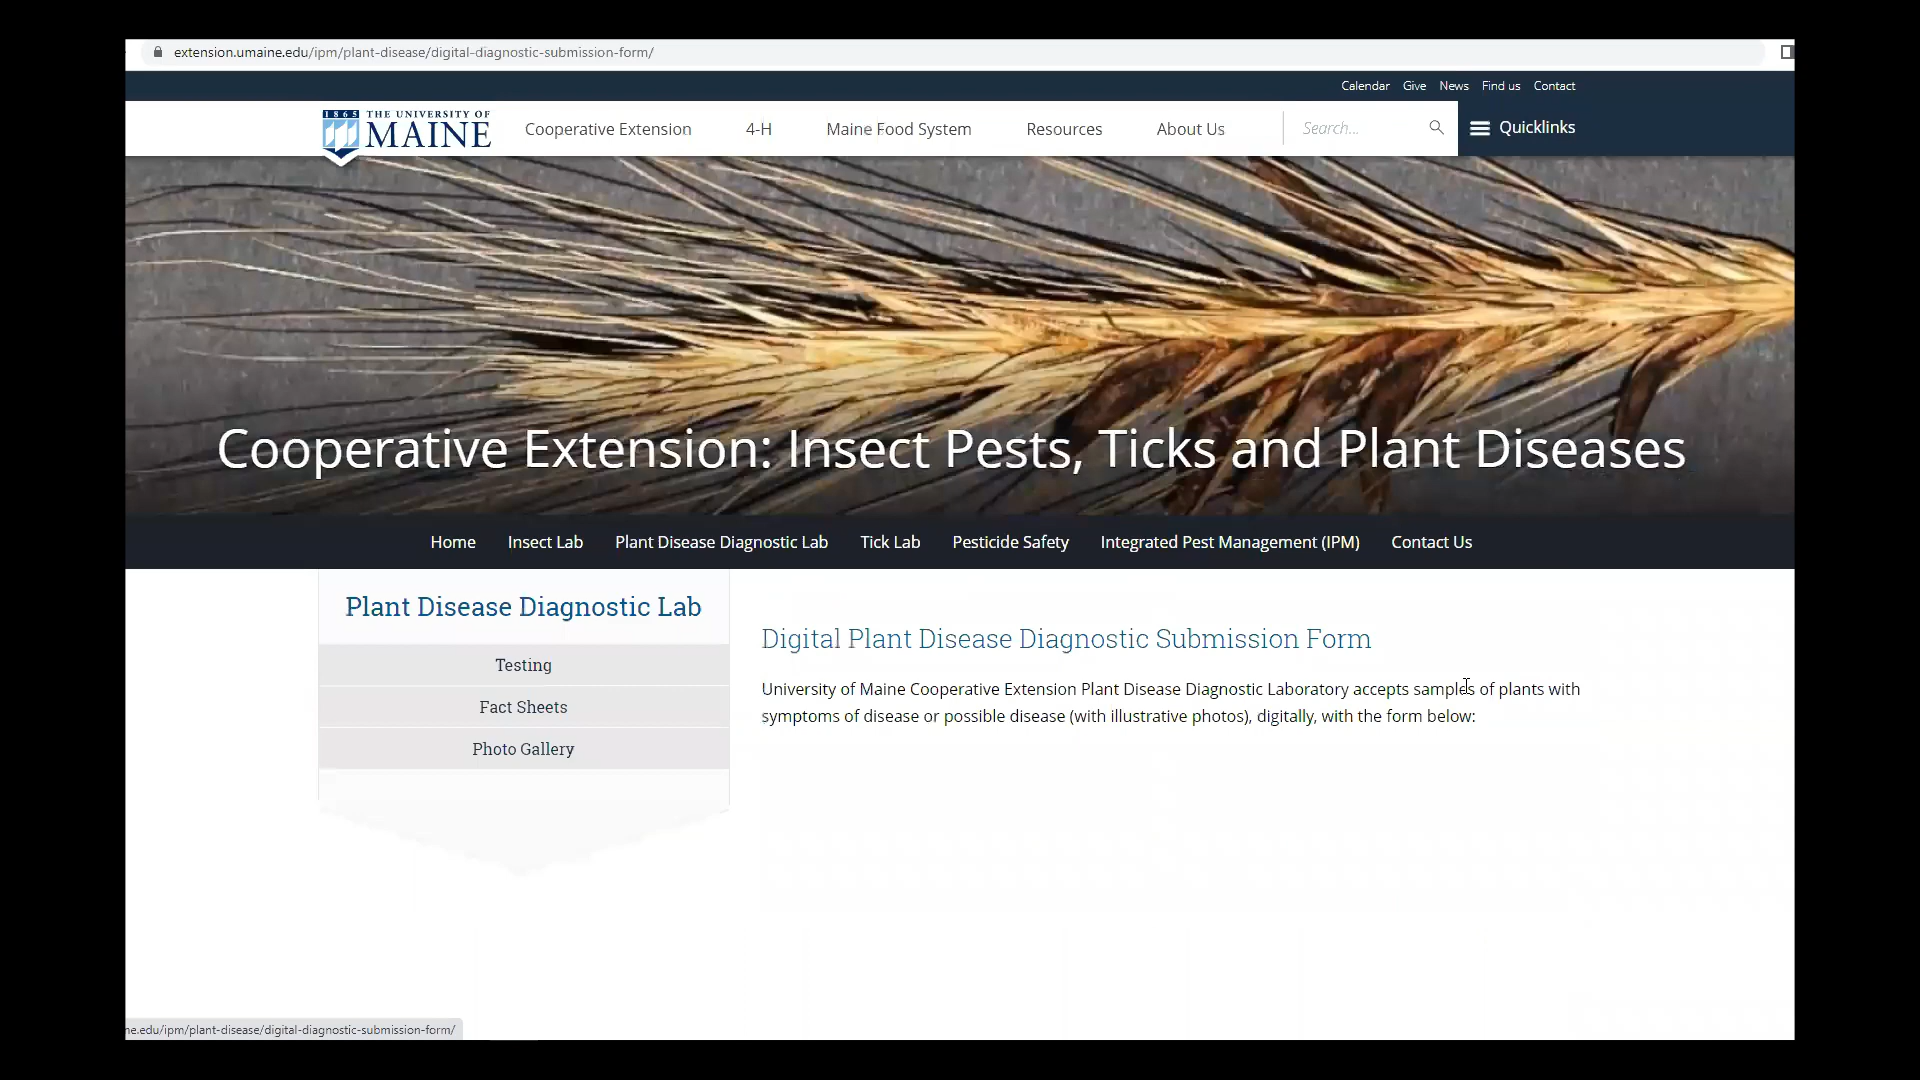 extension.umaine.edu/ipm/plant-disease/digital-diagnostic-submission-form/
Calendar Give News Find us Contact
1865 THE UNIVERSITY OF
MAINE
Cooperative Extension 4-H Maine Food System Resources About Us Search... Quicklinks
Cooperative Extension: Insect Pests, Ticks and Plant Diseases
Home Insect Lab Plant Disease Diagnostic Lab Tick Lab Pesticide Safety Integrated Pest Management (IPM) Contact Us
Plant Disease Diagnostic Lab
Testing
Fact Sheets
Photo Gallery
Digital Plant Disease Diagnostic Submission Form
University of Maine Cooperative Extension Plant Disease Diagnostic Laboratory accepts samples of plants with
symptoms of disease or possible disease (with illustrative photos), digitally, with the form below:
ne.edu/ipm/plant-disease/digital-diagnostic-submission-form/